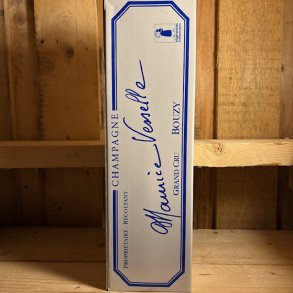 CHAMPAGNE
Maurice Vesselle
GRAND CRU BOUZY
PROPRIÉTAIRE - RÉCOLTANT